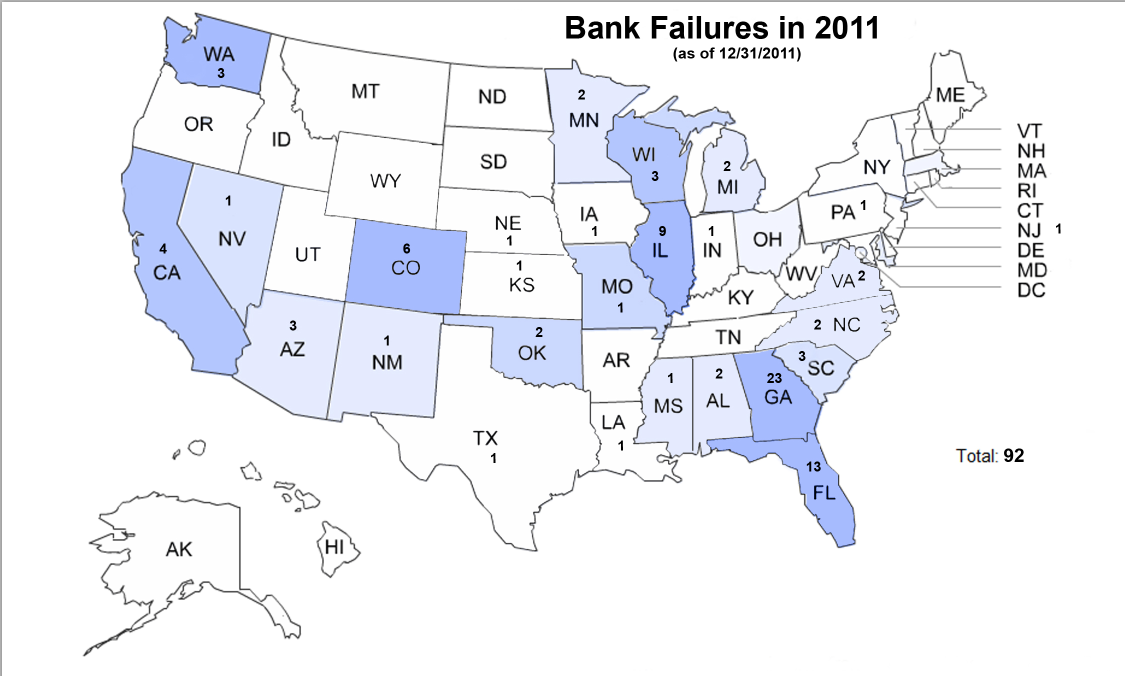 Bank Failures in 2011
(as of 12/31/2011)
WA
3
MT
ND
2
MN
ME
OR
ID
SD
WI
3
2
MI
NY
VT
NH
MA
RI
CT
NJ 1
DE
MD
DC
WY
4
CA
1
NV
UT
6
CO
NE
1
IA
1
9
IL
1
IN
OH
PA 1
1
KS
MO
1
WV
VA 2
KY
3
AZ
1
NM
2
OK
AR
TN
2 NC
3
SC
1
MS
2
AL
23
GA
TX
1
LA
1
13
FL
Total: 92
AK
HI